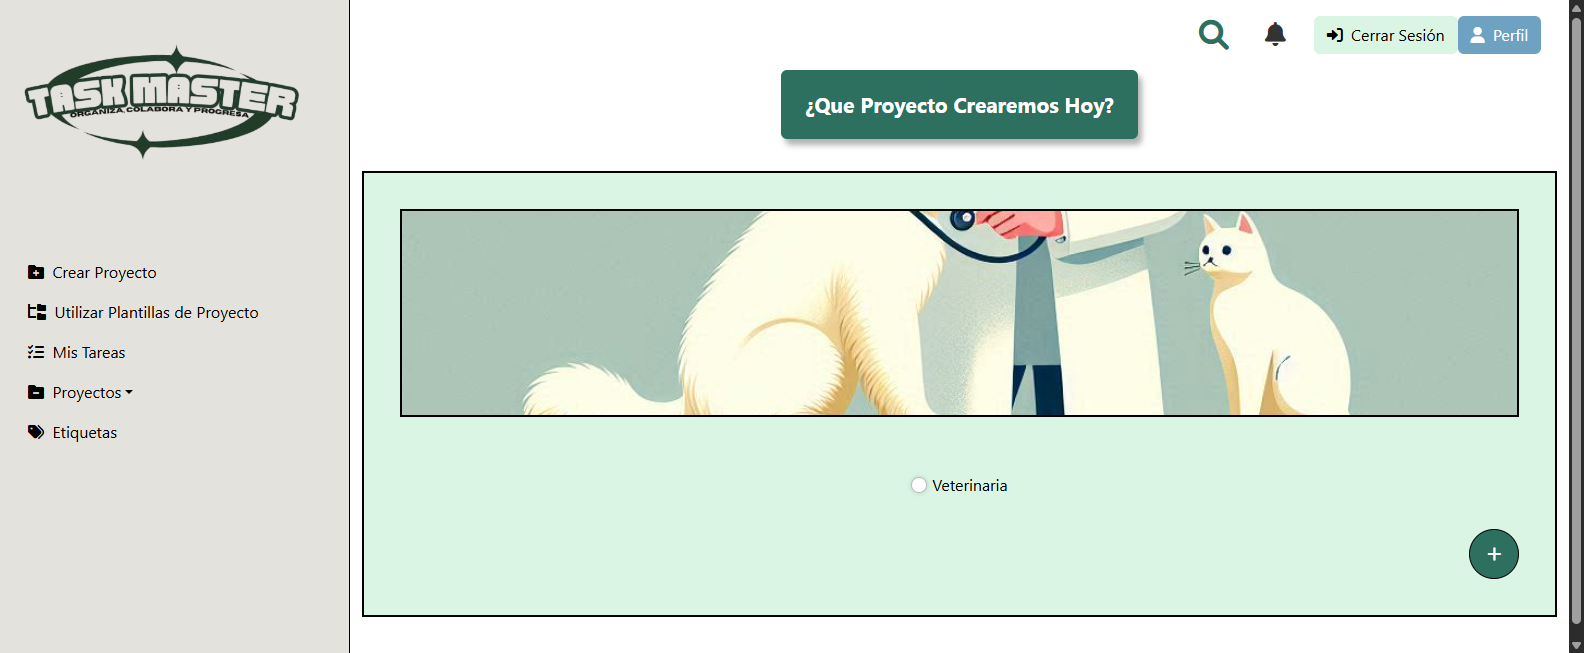 TASK MASTER
ORGANIZA, COLABORA Y PROGRESA
Crear Proyecto
Utilizar Plantillas de Proyecto
Mis Tareas
Proyectos
Etiquetas
Cerrar Sesión
Perfil
¿Que Proyecto Crearemos Hoy?
Veterinaria
+